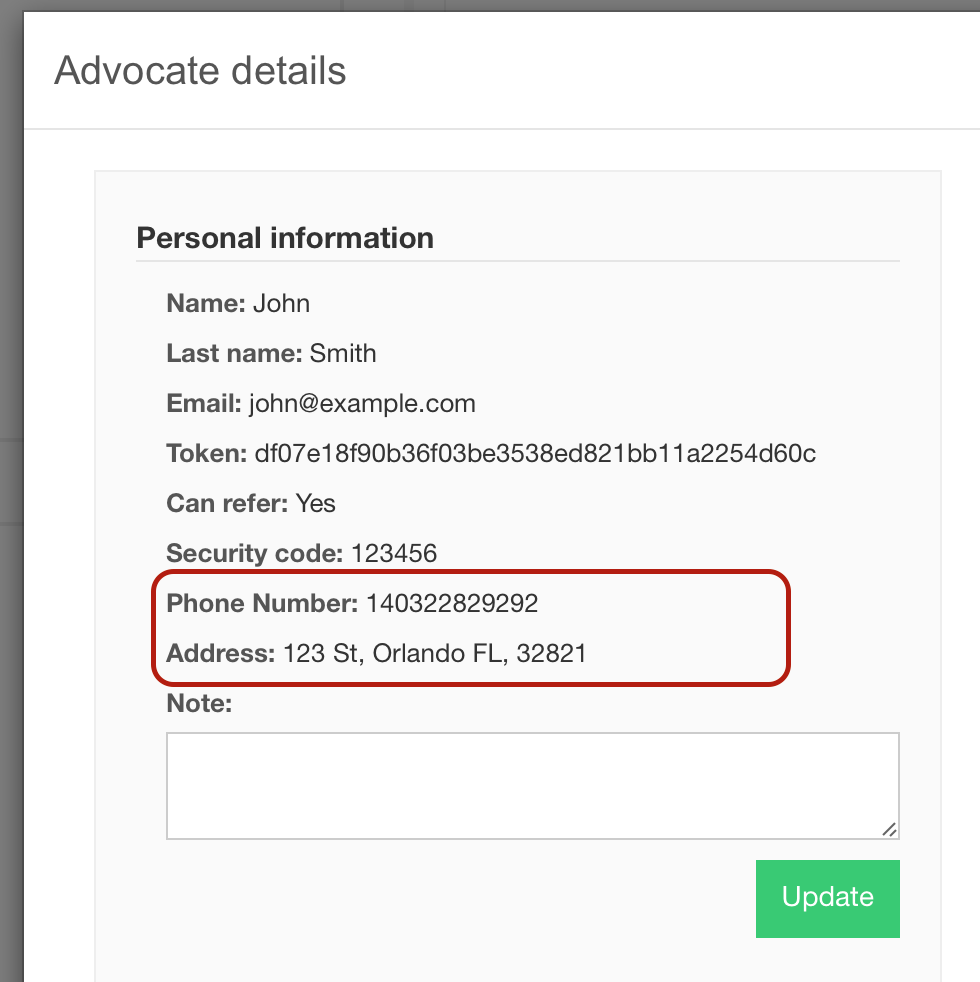 Advocate details
Personal information
Name: John
Last name: Smith
Email: john@example.com
Token: df07e18f90b36f03be3538ed821bb11a2254d60c
Can refer: Yes
Security code: 123456
Phone Number: 140322829292
Address: 123 St, Orlando FL, 32821
Note:
Update